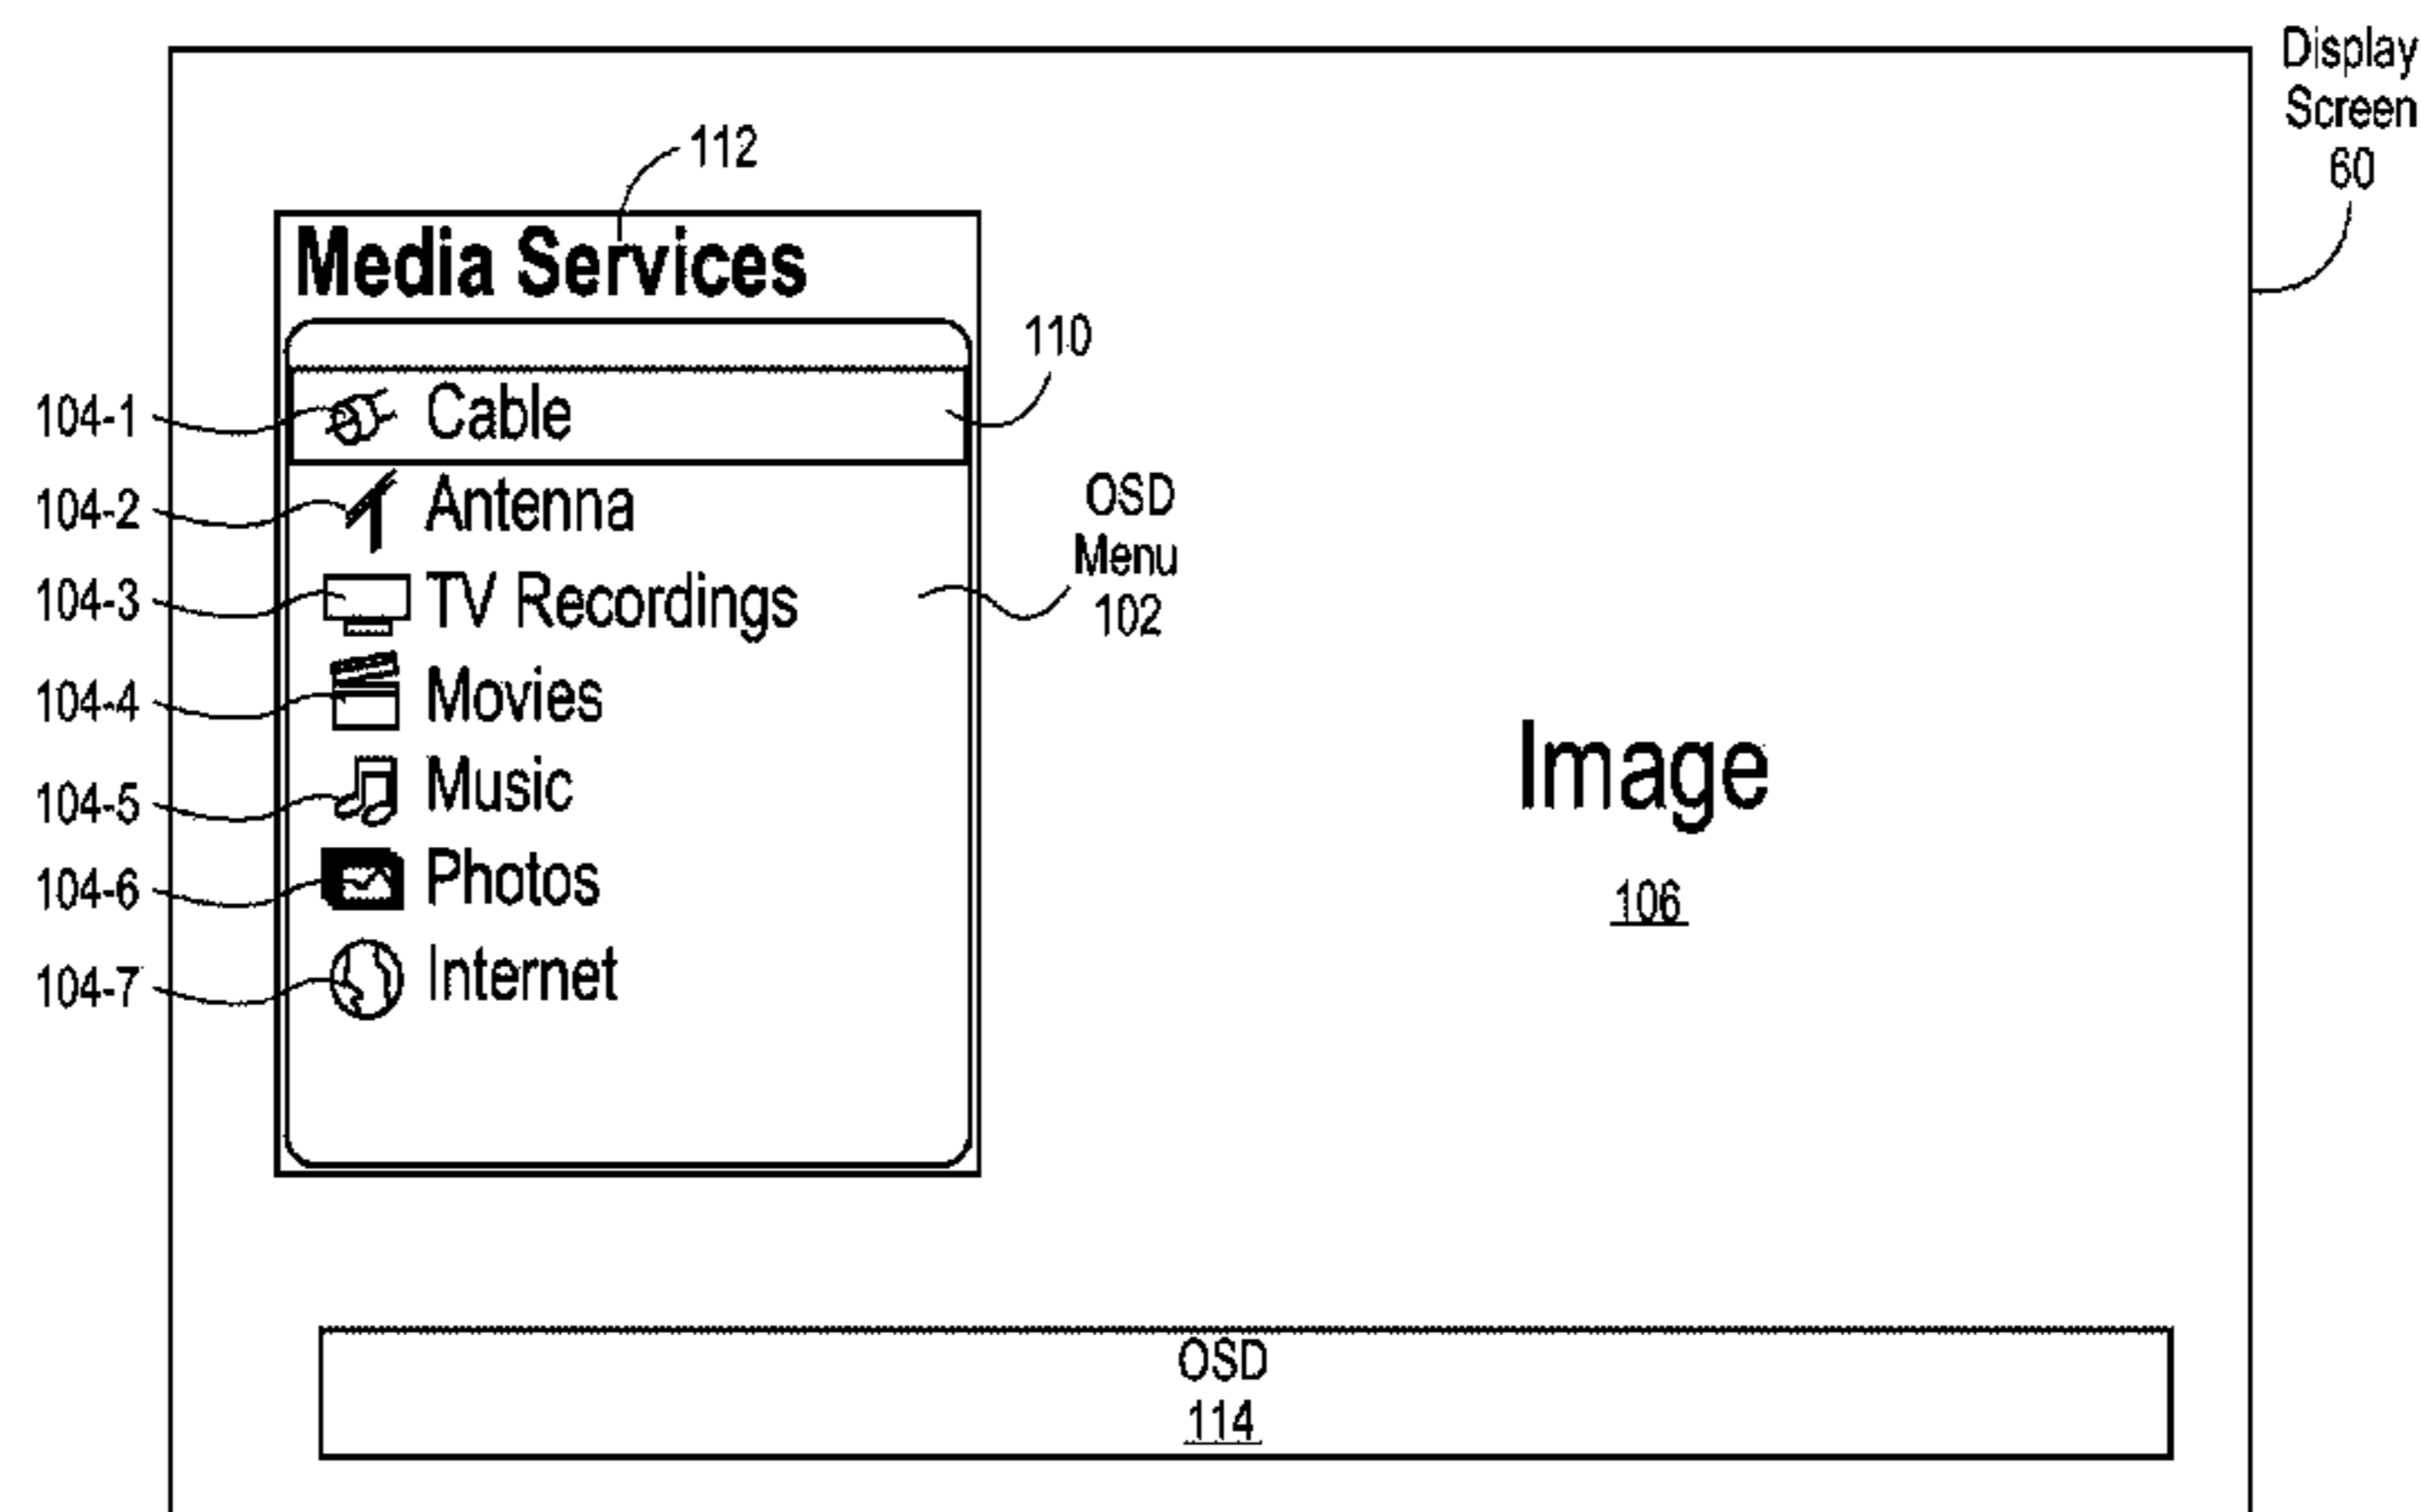 Display
Screen
60
112
Media Services
110
104-1
Cable
104-2
Antenna
OSD
Menu
102
104-3
TV Recordings
104-4
Movies
104-5
Music
Image
106
104-6
Photos
104-7
Internet
OSD
114